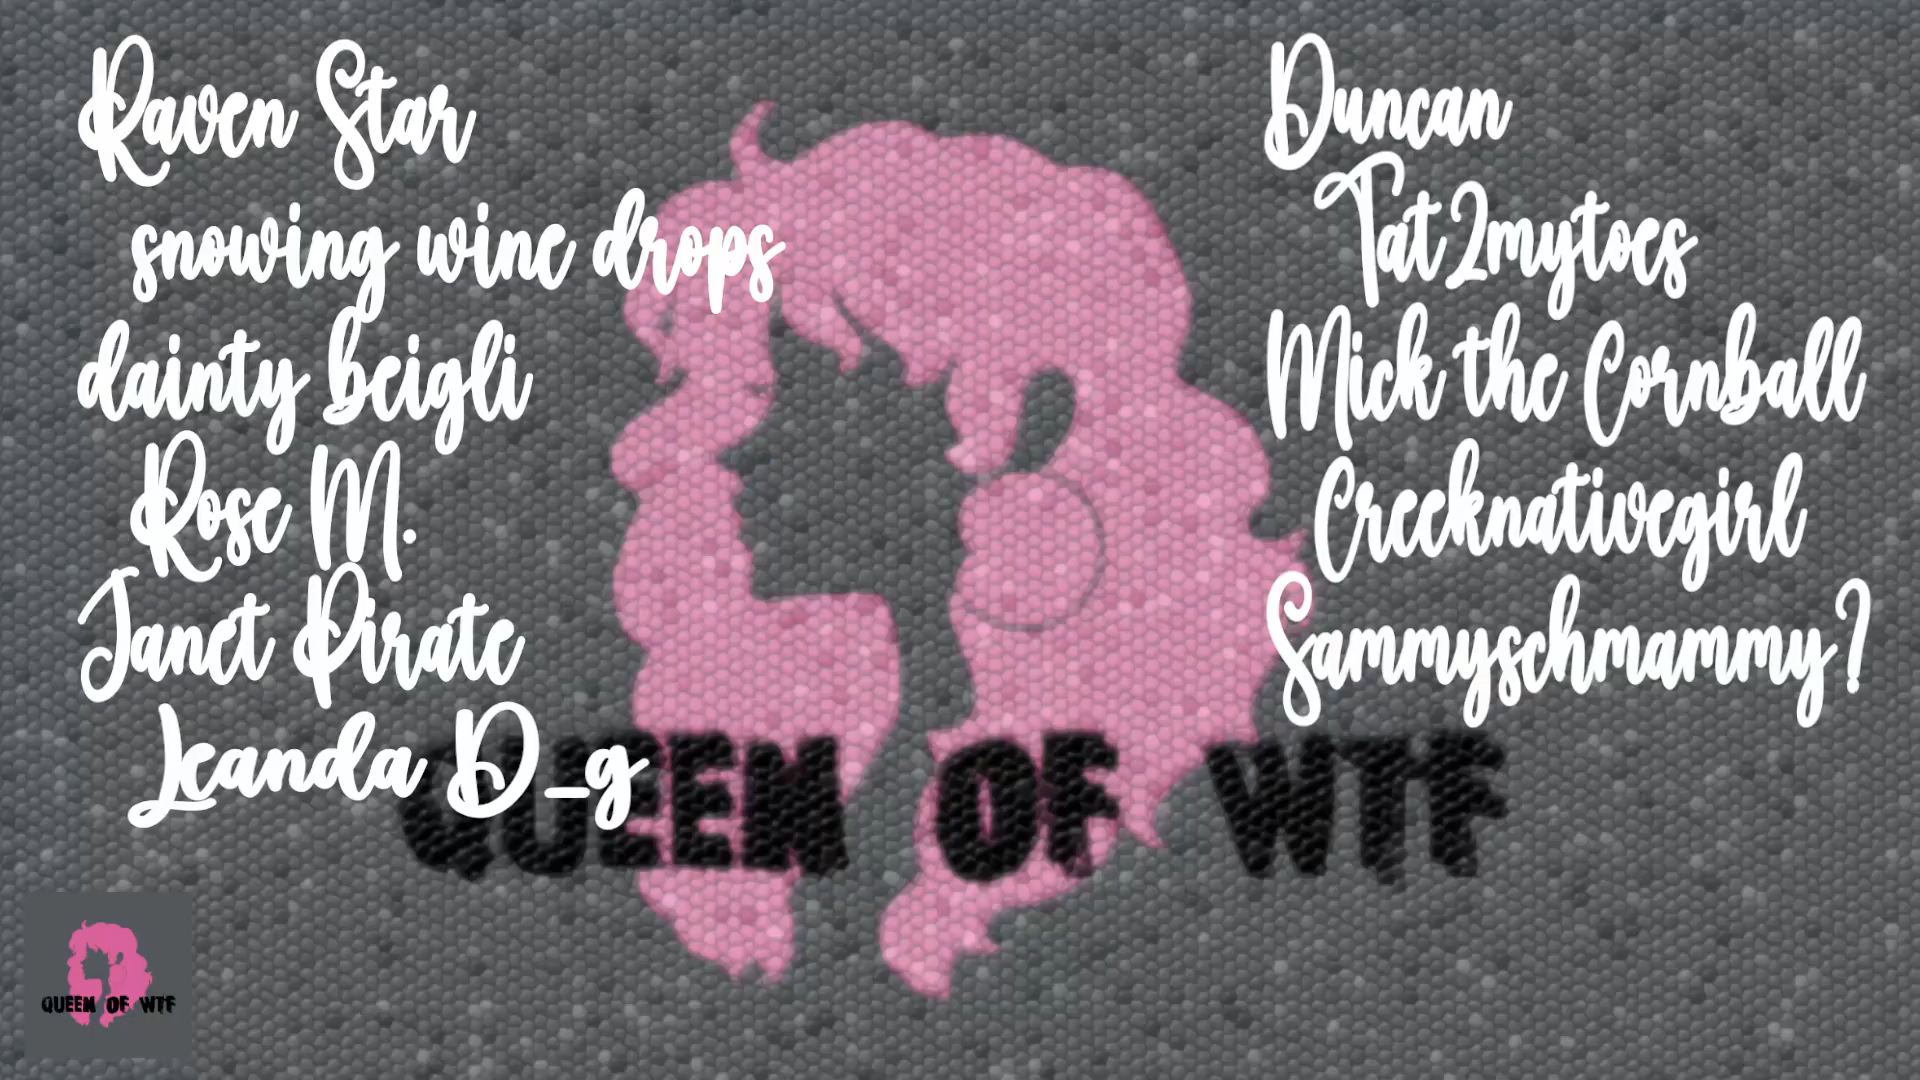 Raven Star
snowing wine drops
dainty beigli
Rose M.
Janet Pirate
Leanda D_g
Duncan
Tat2mytoes
Mick the Cornball
Creeknativegirl
Sammyschmammy?
QUEEN OF WTF
QUEEN OF WTF